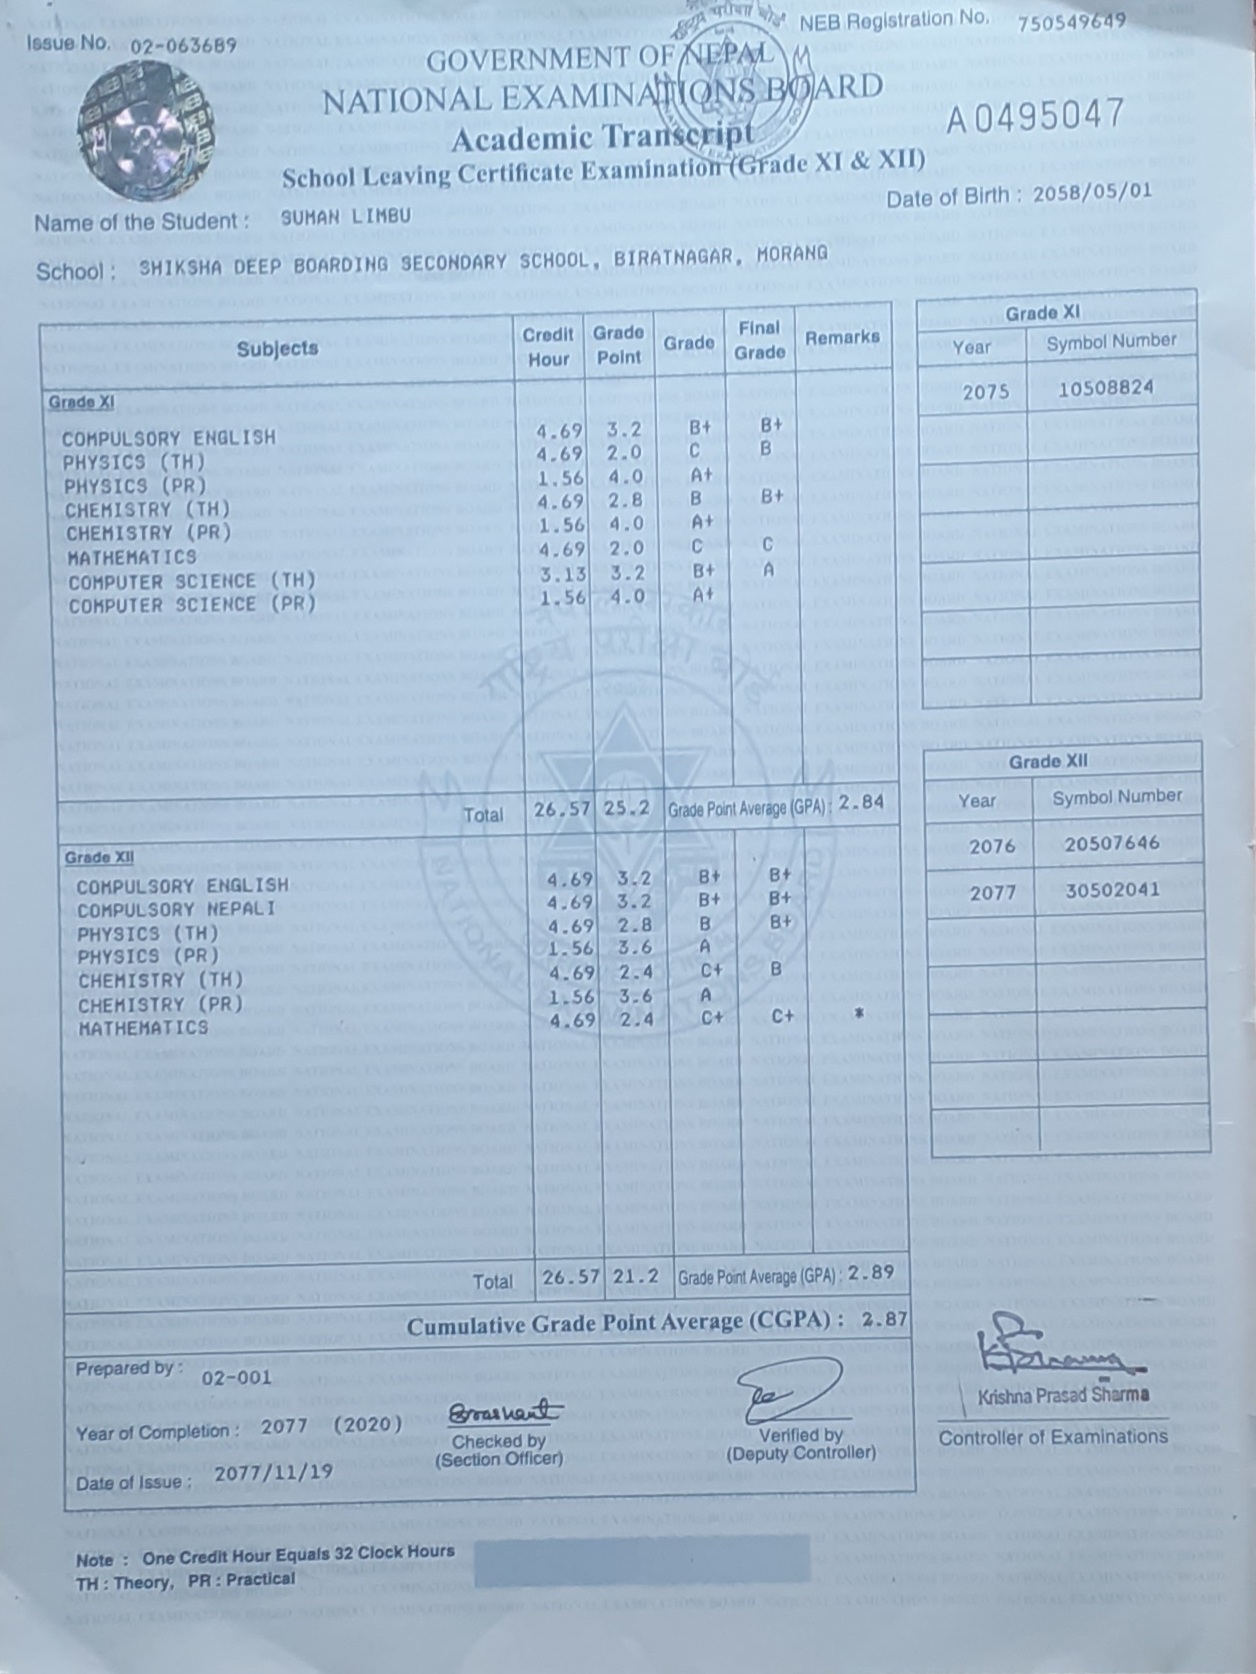 Issue No. 02-063689
NEB Registration No. 750549649
GOVERNMENT OF NEPAL
NATIONAL EXAMINATIONS BOARD
A0495047
Academic Transcript
School Leaving Certificate Examination (Grade XI & XII)
Date of Birth : 2058/05/01
Name of the Student : SUMAN LIMBU
School : SHIKSHA DEEP BOARDING SECONDARY SCHOOL, BIRATNAGAR, MORANG
Subjects Credit Hour Grade Point Grade Final Grade Remarks
Grade XI
COMPULSORY ENGLISH 4.69 3.2 B+ B+
PHYSICS (TH) 4.69 2.0 C B
PHYSICS (PR) 1.56 4.0 A+
CHEMISTRY (TH) 4.69 2.8 B B+
CHEMISTRY (PR) 1.56 4.0 A+
MATHEMATICS 4.69 2.0 C C
COMPUTER SCIENCE (TH) 3.13 3.2 B+ A
COMPUTER SCIENCE (PR) 1.56 4.0 A+
Total 26.57 25.2 Grade Point Average (GPA) : 2.84
Grade XII
COMPULSORY ENGLISH 4.69 3.2 B+ B+
COMPULSORY NEPALI 4.69 3.2 B+ B+
PHYSICS (TH) 4.69 2.8 B B+
PHYSICS (PR) 1.56 3.6 A
CHEMISTRY (TH) 4.69 2.4 C+ B
CHEMISTRY (PR) 1.56 3.6 A
MATHEMATICS 4.69 2.4 C+ C+ *
Total 26.57 21.2 Grade Point Average (GPA) : 2.89
Cumulative Grade Point Average (CGPA) : 2.87
Grade XI
Year Symbol Number
2075 10508824
Grade XII
Year Symbol Number
2076 20507646
2077 30502041
Prepared by : 02-001
Year of Completion : 2077 (2020)
Date of Issue : 2077/11/19
Prashant
Checked by
(Section Officer)
Verified by
(Deputy Controller)
Krishna Prasad Sharma
Controller of Examinations
Note : One Credit Hour Equals 32 Clock Hours
TH : Theory, PR : Practical